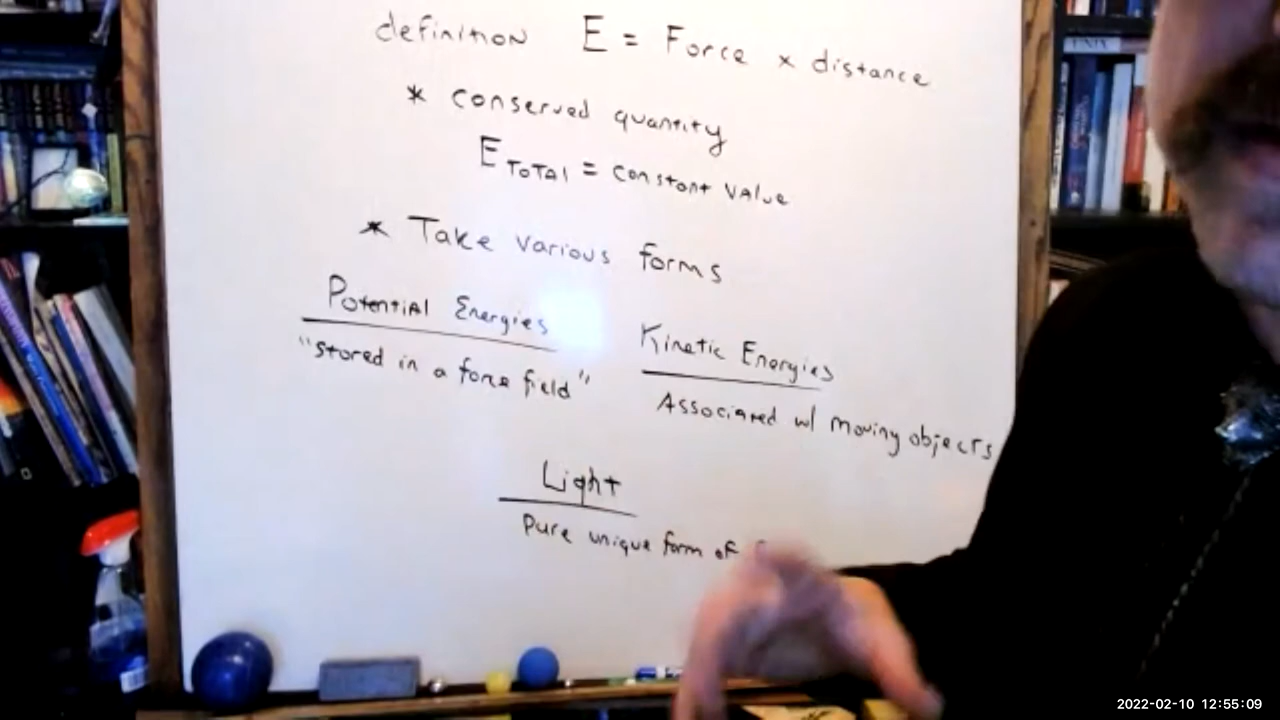 definition E = Force x distance
* conserved quantity
E TOTAl = constant value
* Take various forms
Potential Energies
"stored in a force field"
Kinetic Energies
Associated w/ moving objects
Light
Pure unique form of
UNIX
2022-02-10 12:55:09